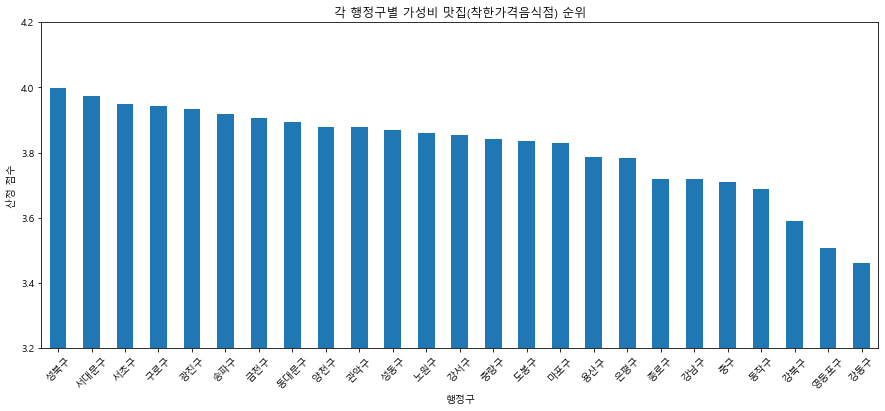 각 행정구별 가성비 맛집(착한가격음식점) 순위
산정 점수
4.2
4.0
3.8
3.6
3.4
3.2
성북구 서대문구 서초구 구로구 광진구 송파구 금천구 동대문구 양천구 관악구 성동구 노원구 강서구 중랑구 도봉구 마포구 용산구 은평구 종로구 강남구 중구 동작구 강북구 영등포구 강동구
행정구